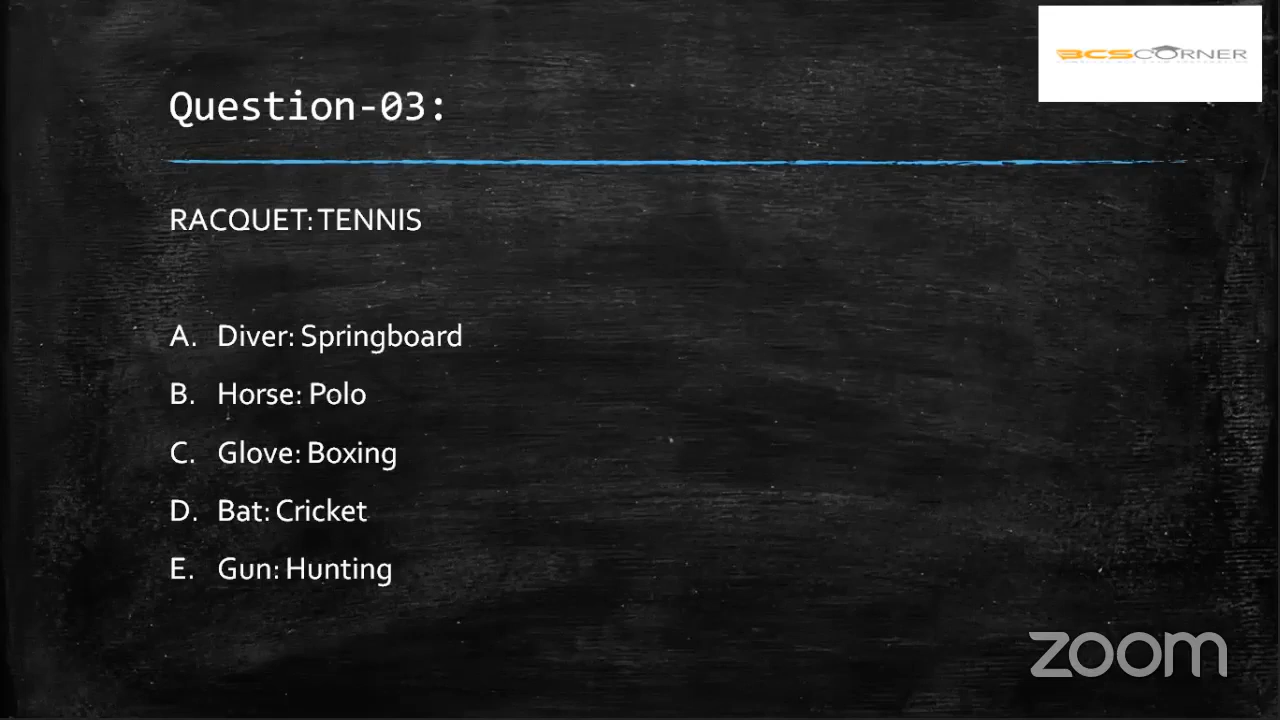 BCSCORNER
Question-03:
RACQUET: TENNIS
A. Diver: Springboard
B. Horse: Polo
C. Glove: Boxing
D. Bat: Cricket
E. Gun: Hunting
zoom